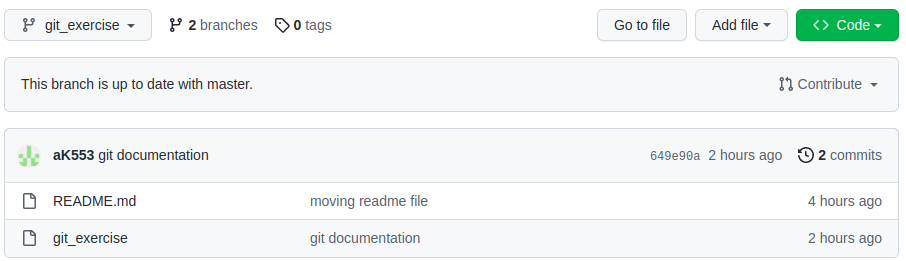 git_exercise 2 branches 0 tags Go to file Add file Code
This branch is up to date with master. Contribute
aK553 git documentation 649e90a 2 hours ago 2 commits
README.md moving readme file 4 hours ago
git_exercise git documentation 2 hours ago